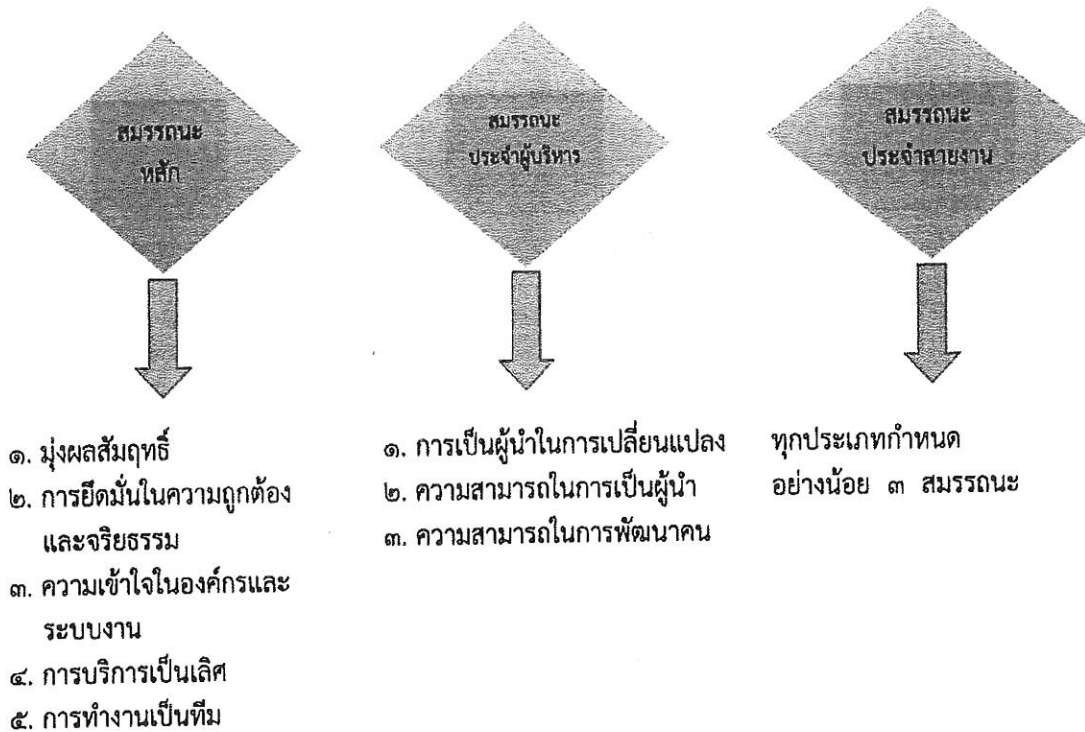 สมรรถนะ
หลัก
สมรรถนะ
ประจำผู้บริหาร
สมรรถนะ
ประจำสายงาน
๑. มุ่งผลสัมฤทธิ์
๒. การยึดมั่นในความถูกต้อง
และจริยธรรม
๓. ความเข้าใจในองค์กรและ
ระบบงาน
๔. การบริการเป็นเลิศ
๕. การทำงานเป็นทีม
๑. การเป็นผู้นำในการเปลี่ยนแปลง
๒. ความสามารถในการเป็นผู้นำ
๓. ความสามารถในการพัฒนาคน
ทุกประเภทกำหนด
อย่างน้อย ๓ สมรรถนะ